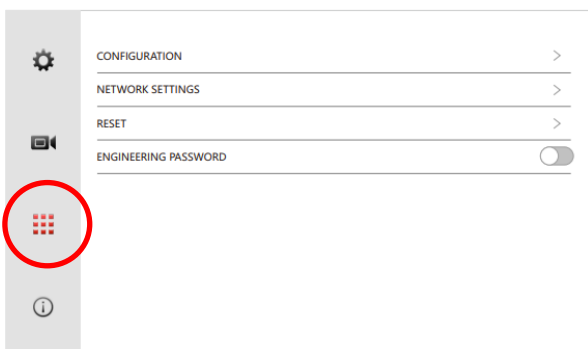 CONFIGURATION
NETWORK SETTINGS
RESET
ENGINEERING PASSWORD